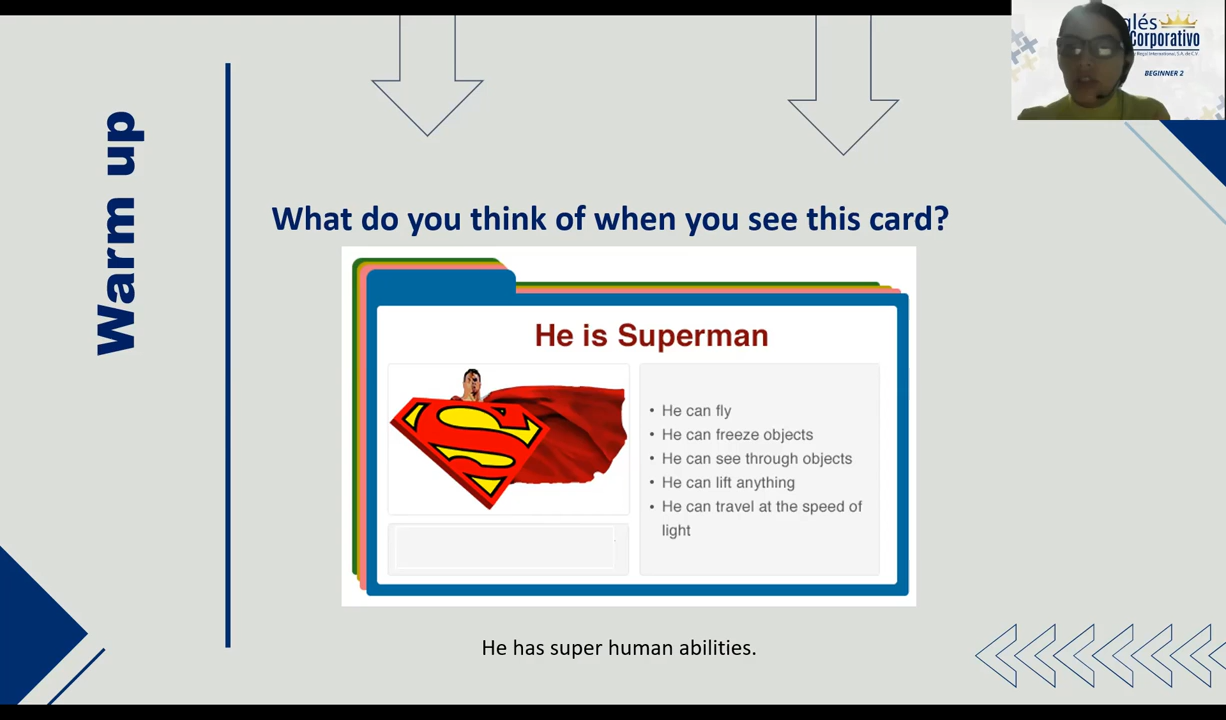 Warm up
What do you think of when you see this card?
He is Superman
S
• He can fly
• He can freeze objects
• He can see through objects
• He can lift anything
• He can travel at the speed of
light
He has super human abilities.
glés
Corporativo
BEGINNER 2